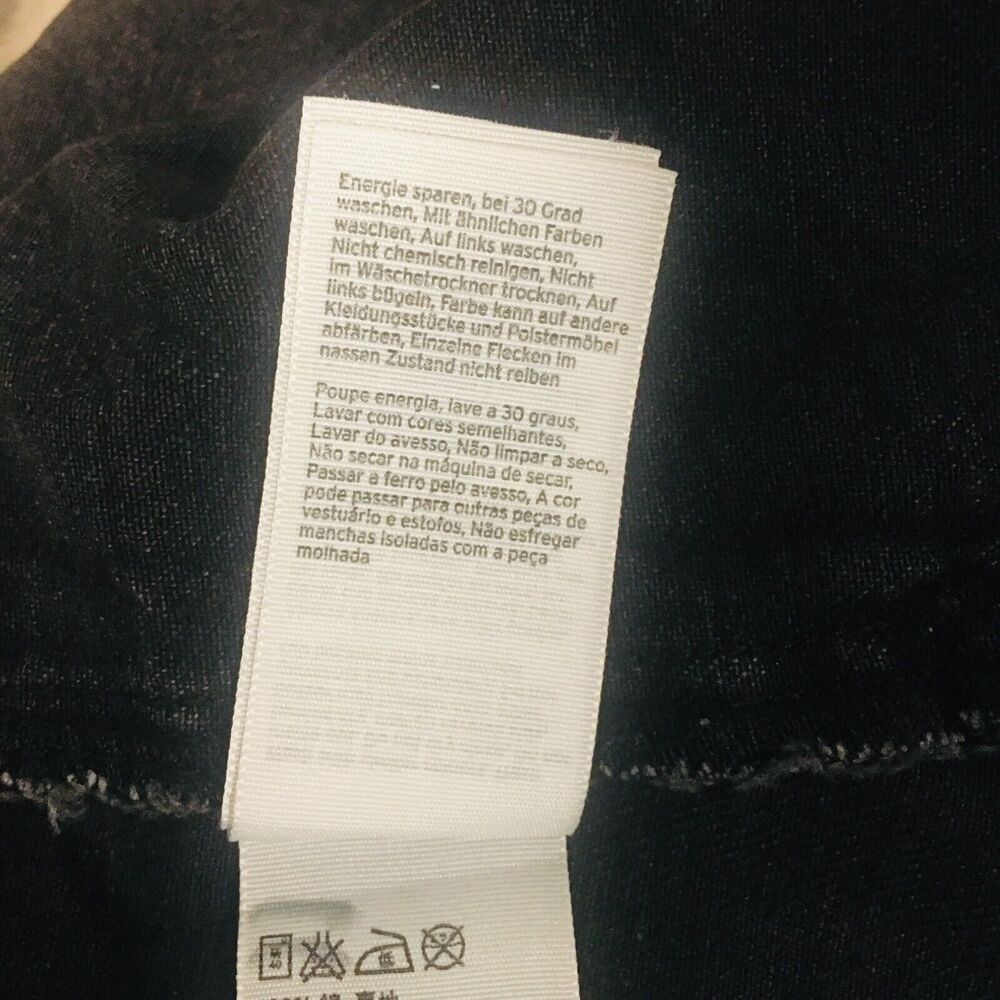 Energie sparen, bei 30 Grad
waschen, Mit ähnlichen Farben
waschen, Auf links waschen,
Nicht chemisch reinigen, Nicht
im Wäschetrockner trocknen, Auf
links bügeln, Farbe kann auf andere
Kleidungsstücke und Polstermöbel
abfärben, Einzelne Flecken im
nassen Zustand nicht reiben
Poupe energia, lave a 30 graus,
Lavar com cores semelhantes,
Lavar do avesso, Não limpar a seco,
Não secar na máquina de secar,
Passar a ferro pelo avesso, A cor
pode passar para outras peças de
vestuário e estofos, Não esfregar
manchas isoladas com a peça
molhada
40 低